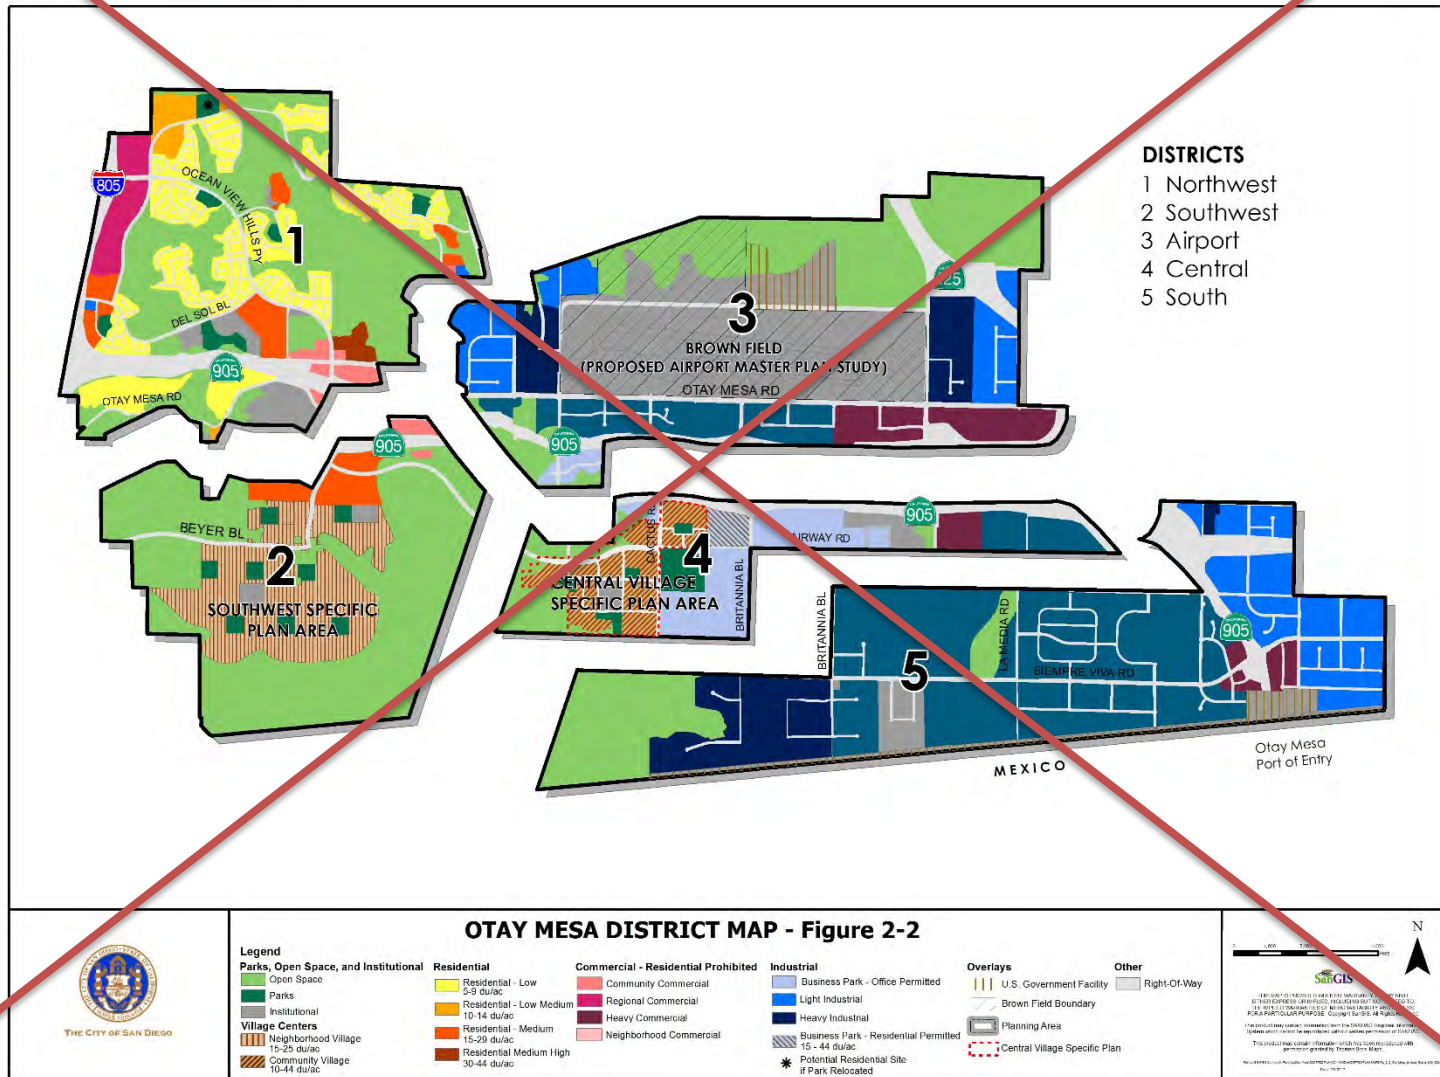 DISTRICTS
1 Northwest
2 Southwest
3 Airport
4 Central
5 South
805
OCEAN VIEW HILLS PY
1
DEL SOL BL
905
OTAY MESA RD
125
3
BROWN FIELD
(PROPOSED AIRPORT MASTER PLAN STUDY)
OTAY MESA RD
905
905
BEYER BL
2
SOUTHWEST SPECIFIC
PLAN AREA
905
AIRWAY RD
4
CENTRAL VILLAGE
SPECIFIC PLAN AREA
BRITANNIA BL
BRITANNIA BL
LA MEDIA RD
905
5
SIEMPRE VIVA RD
MEXICO
Otay Mesa
Port of Entry
OTAY MESA DISTRICT MAP - Figure 2-2
THE CITY OF SAN DIEGO
Legend
Parks, Open Space, and Institutional
Open Space
Parks
Institutional
Village Centers
Neighborhood Village
15-25 du/ac
Community Village
10-44 du/ac
Residential
Residential - Low
5-9 du/ac
Residential - Low Medium
10-14 du/ac
Residential - Medium
15-29 du/ac
Residential Medium High
30-44 du/ac
Commercial - Residential Prohibited
Community Commercial
Regional Commercial
Heavy Commercial
Neighborhood Commercial
Industrial
Business Park - Office Permitted
Light Industrial
Heavy Industrial
Business Park - Residential Permitted
15 - 44 du/ac
Potential Residential Site
if Park Relocated
Overlays
U.S. Government Facility
Brown Field Boundary
Planning Area
Central Village Specific Plan
Other
Right-Of-Way
N
SanGIS